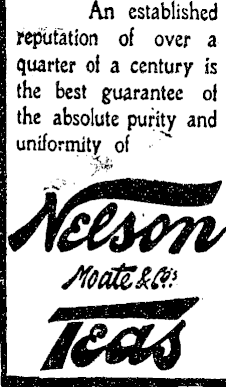 An established
reputation of over a
quarter of a century is
the best guarantee of
the absolute purity and
uniformity of
Nelson
Moate & Co's
Teas